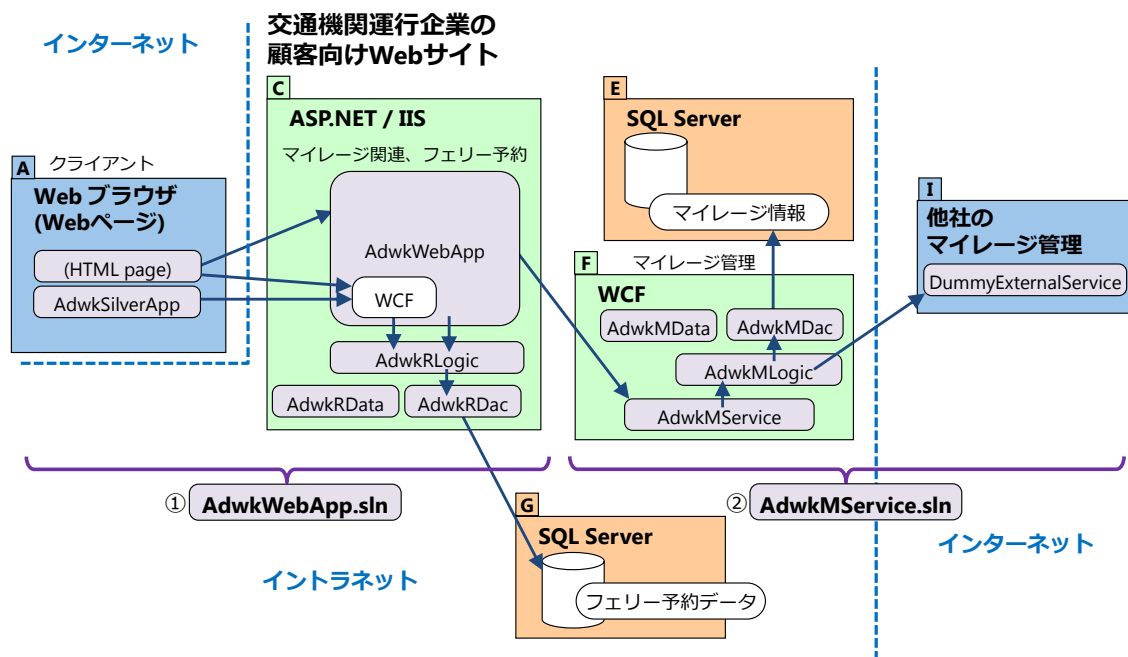 インターネット
交通機関運行企業の
顧客向けWebサイト
C
ASP.NET / IIS
マイレージ関連、フェリー予約
AdwkWebApp
WCF
AdwkRLogic
AdwkRData
AdwkRDac
A
クライアント
Web ブラウザ
(Webページ)
(HTML page)
AdwkSilverApp
E
SQL Server
マイレージ情報
F
マイレージ管理
WCF
AdwkMData
AdwkMDac
AdwkMLogic
AdwkMService
I
他社の
マイレージ管理
DummyExternalService
① AdwkWebApp.sln
② AdwkMService.sln
G
SQL Server
フェリー予約データ
イントラネット
インターネット